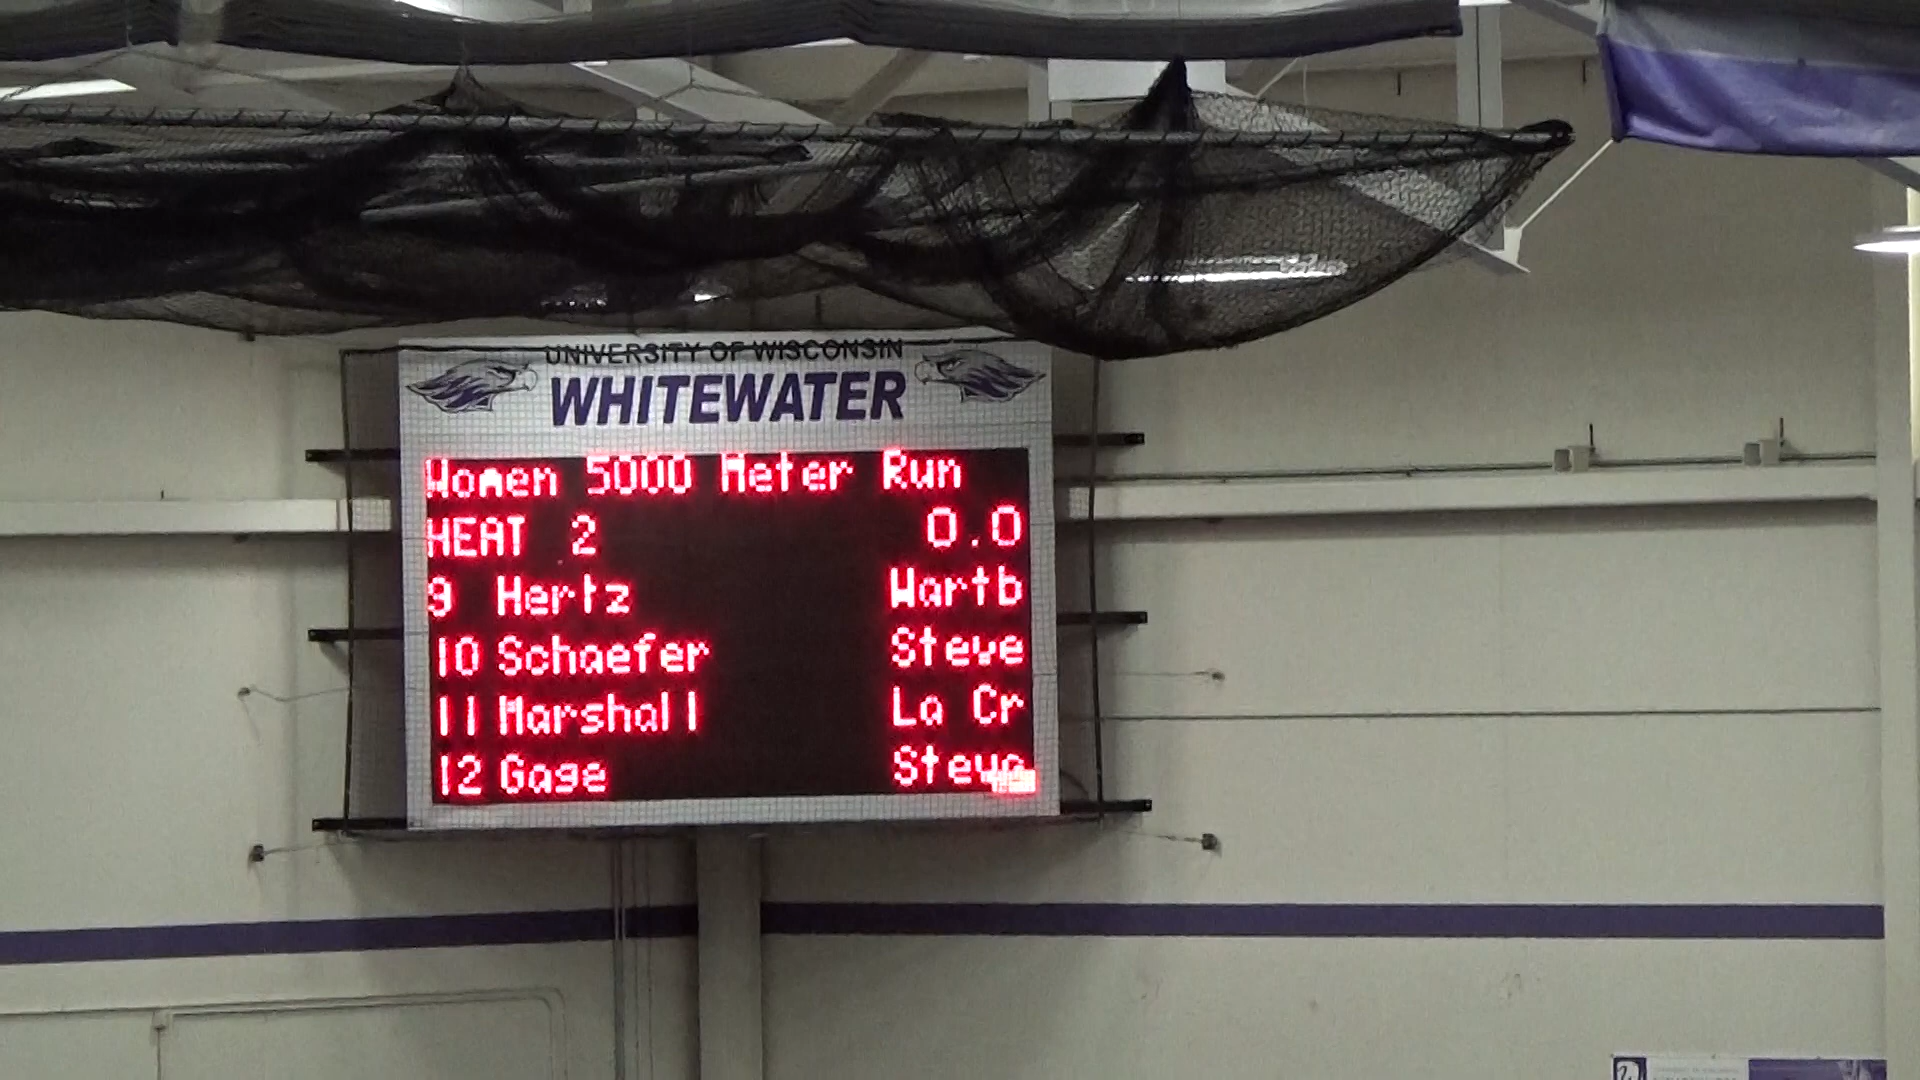 UNIVERSITY OF WISCONSIN
WHITEWATER
Women 5000 Meter Run
HEAT 2 0.0
9 Hertz Wartb
10 Schaefer Steve
11 Marshall La Cr
12 Gage Steve